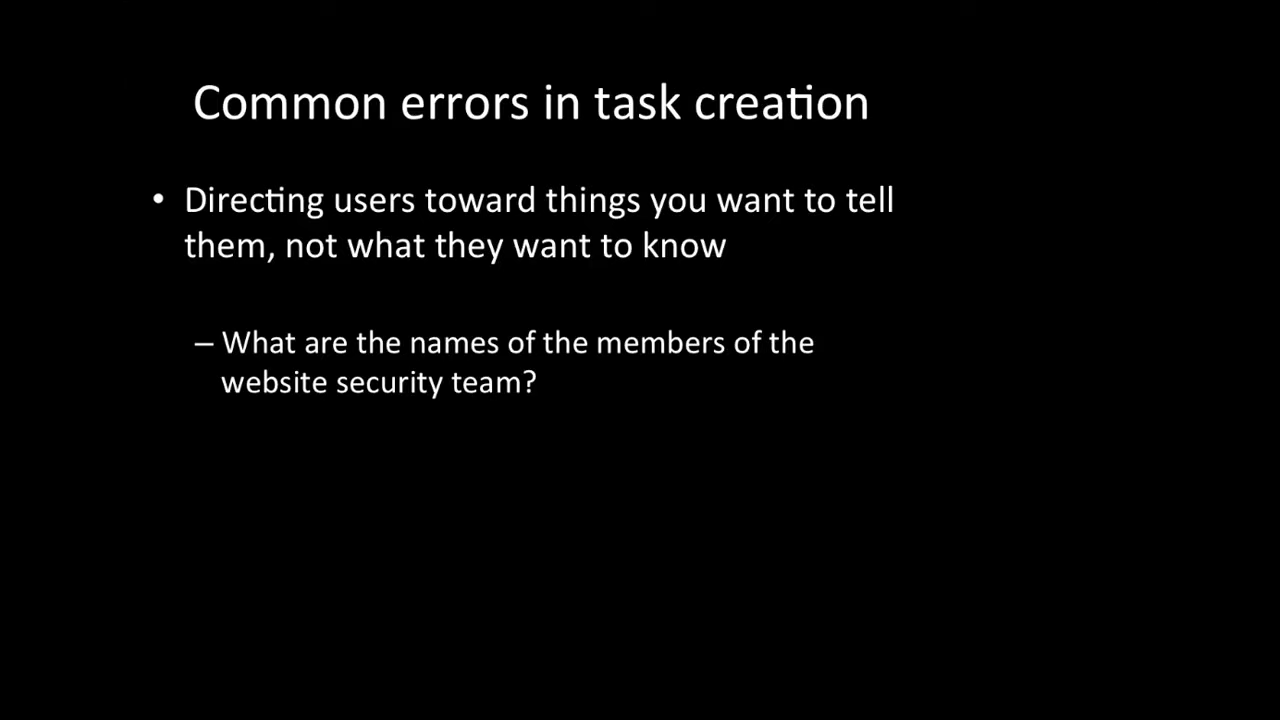 Common errors in task creation
• Directing users toward things you want to tell
them, not what they want to know
– What are the names of the members of the
website security team?